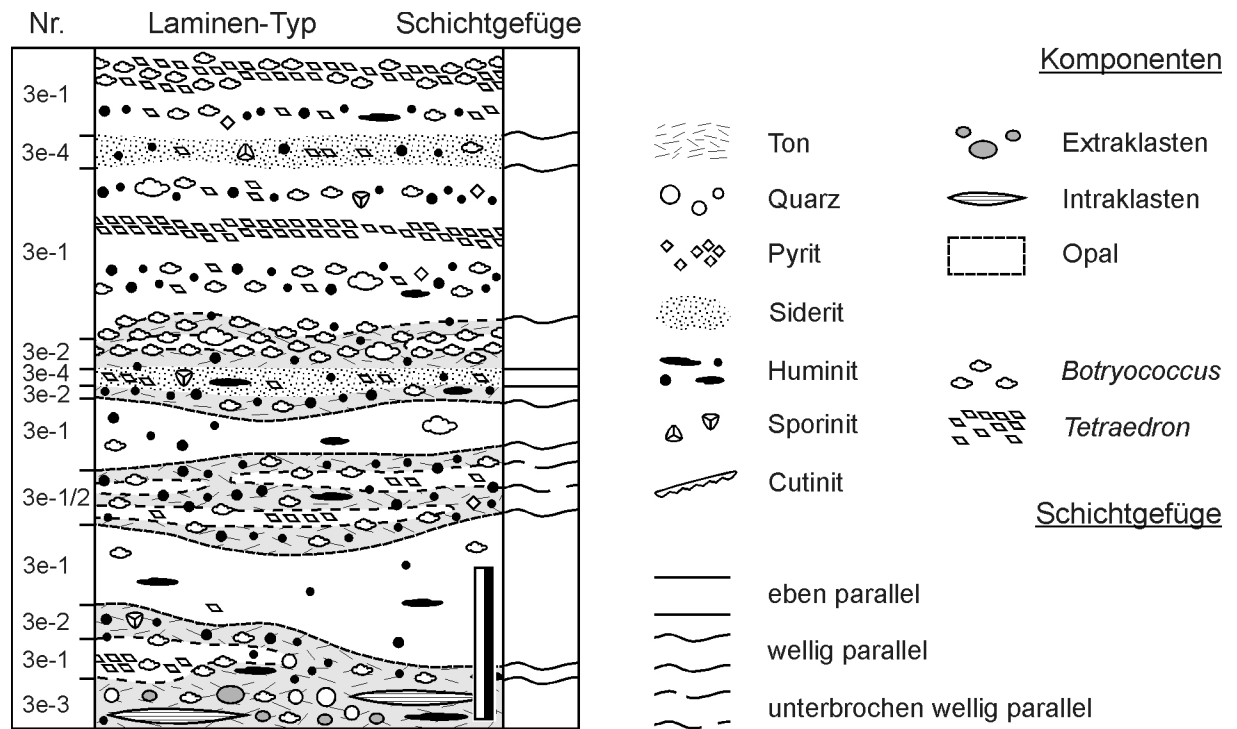 Nr. Laminen-Typ Schichtgefüge
3e-1
3e-4
3e-1
3e-2
3e-4
3e-2
3e-1
3e-1/2
3e-1
3e-2
3e-1
3e-3
Komponenten
Ton Extraklasten
Quarz Intraklasten
Pyrit Opal
Siderit
Huminit Botryococcus
Sporinit Tetraedron
Cutinit
Schichtgefüge
eben parallel
wellig parallel
unterbrochen wellig parallel